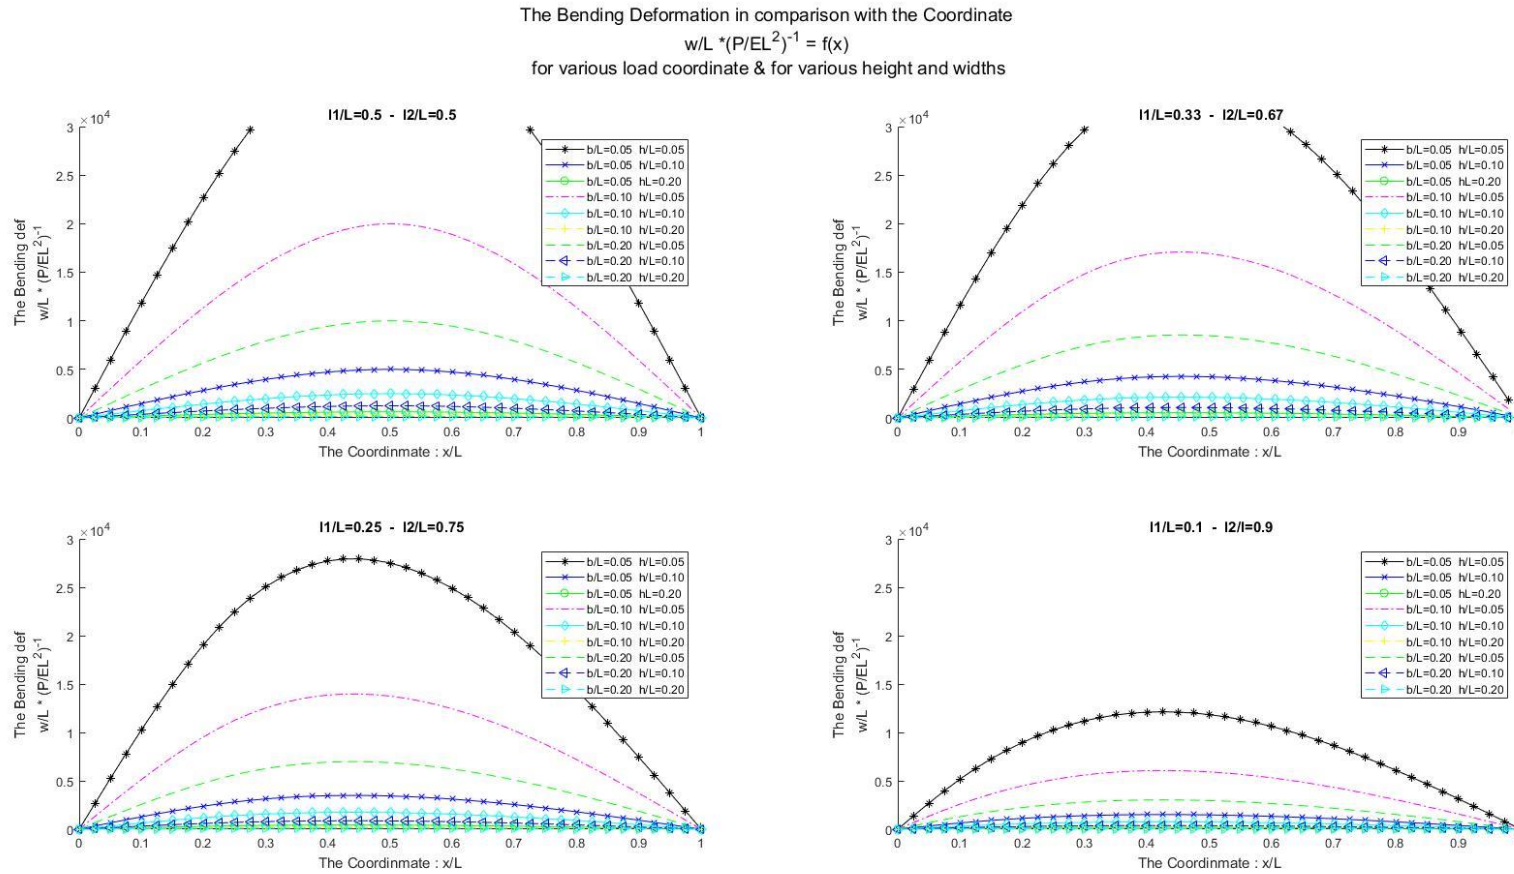 The Bending Deformation in comparison with the Coordinate
w/L *(P/EL²)⁻¹ = f(x)
for various load coordinate & for various height and widths
l1/L=0.5 - l2/L=0.5
×10⁴
3
2.5
2
1.5
1
0.5
0
The Bending def
w/L * (P/EL²)⁻¹
0 0.1 0.2 0.3 0.4 0.5 0.6 0.7 0.8 0.9 1
The Coordinmate : x/L
b/L=0.05 h/L=0.05
b/L=0.05 h/L=0.10
b/L=0.05 hL=0.20
b/L=0.10 h/L=0.05
b/L=0.10 h/L=0.10
b/L=0.10 h/L=0.20
b/L=0.20 h/L=0.05
b/L=0.20 h/L=0.10
b/L=0.20 h/L=0.20
l1/L=0.33 - l2/L=0.67
×10⁴
3
2.5
2
1.5
1
0.5
0
The Bending def
w/L * (P/EL²)⁻¹
0 0.1 0.2 0.3 0.4 0.5 0.6 0.7 0.8 0.9
The Coordinmate : x/L
b/L=0.05 h/L=0.05
b/L=0.05 h/L=0.10
b/L=0.05 hL=0.20
b/L=0.10 h/L=0.05
b/L=0.10 h/L=0.10
b/L=0.10 h/L=0.20
b/L=0.20 h/L=0.05
b/L=0.20 h/L=0.10
b/L=0.20 h/L=0.20
l1/L=0.25 - l2/L=0.75
×10⁴
3
2.5
2
1.5
1
0.5
0
The Bending def
w/L * (P/EL²)⁻¹
0 0.1 0.2 0.3 0.4 0.5 0.6 0.7 0.8 0.9 1
The Coordinmate : x/L
b/L=0.05 h/L=0.05
b/L=0.05 h/L=0.10
b/L=0.05 hL=0.20
b/L=0.10 h/L=0.05
b/L=0.10 h/L=0.10
b/L=0.10 h/L=0.20
b/L=0.20 h/L=0.05
b/L=0.20 h/L=0.10
b/L=0.20 h/L=0.20
l1/L=0.1 - l2/l=0.9
×10⁴
3
2.5
2
1.5
1
0.5
0
The Bending def
w/L * (P/EL²)⁻¹
0 0.1 0.2 0.3 0.4 0.5 0.6 0.7 0.8 0.9
The Coordinmate : x/L
b/L=0.05 h/L=0.05
b/L=0.05 h/L=0.10
b/L=0.05 hL=0.20
b/L=0.10 h/L=0.05
b/L=0.10 h/L=0.10
b/L=0.10 h/L=0.20
b/L=0.20 h/L=0.05
b/L=0.20 h/L=0.10
b/L=0.20 h/L=0.20